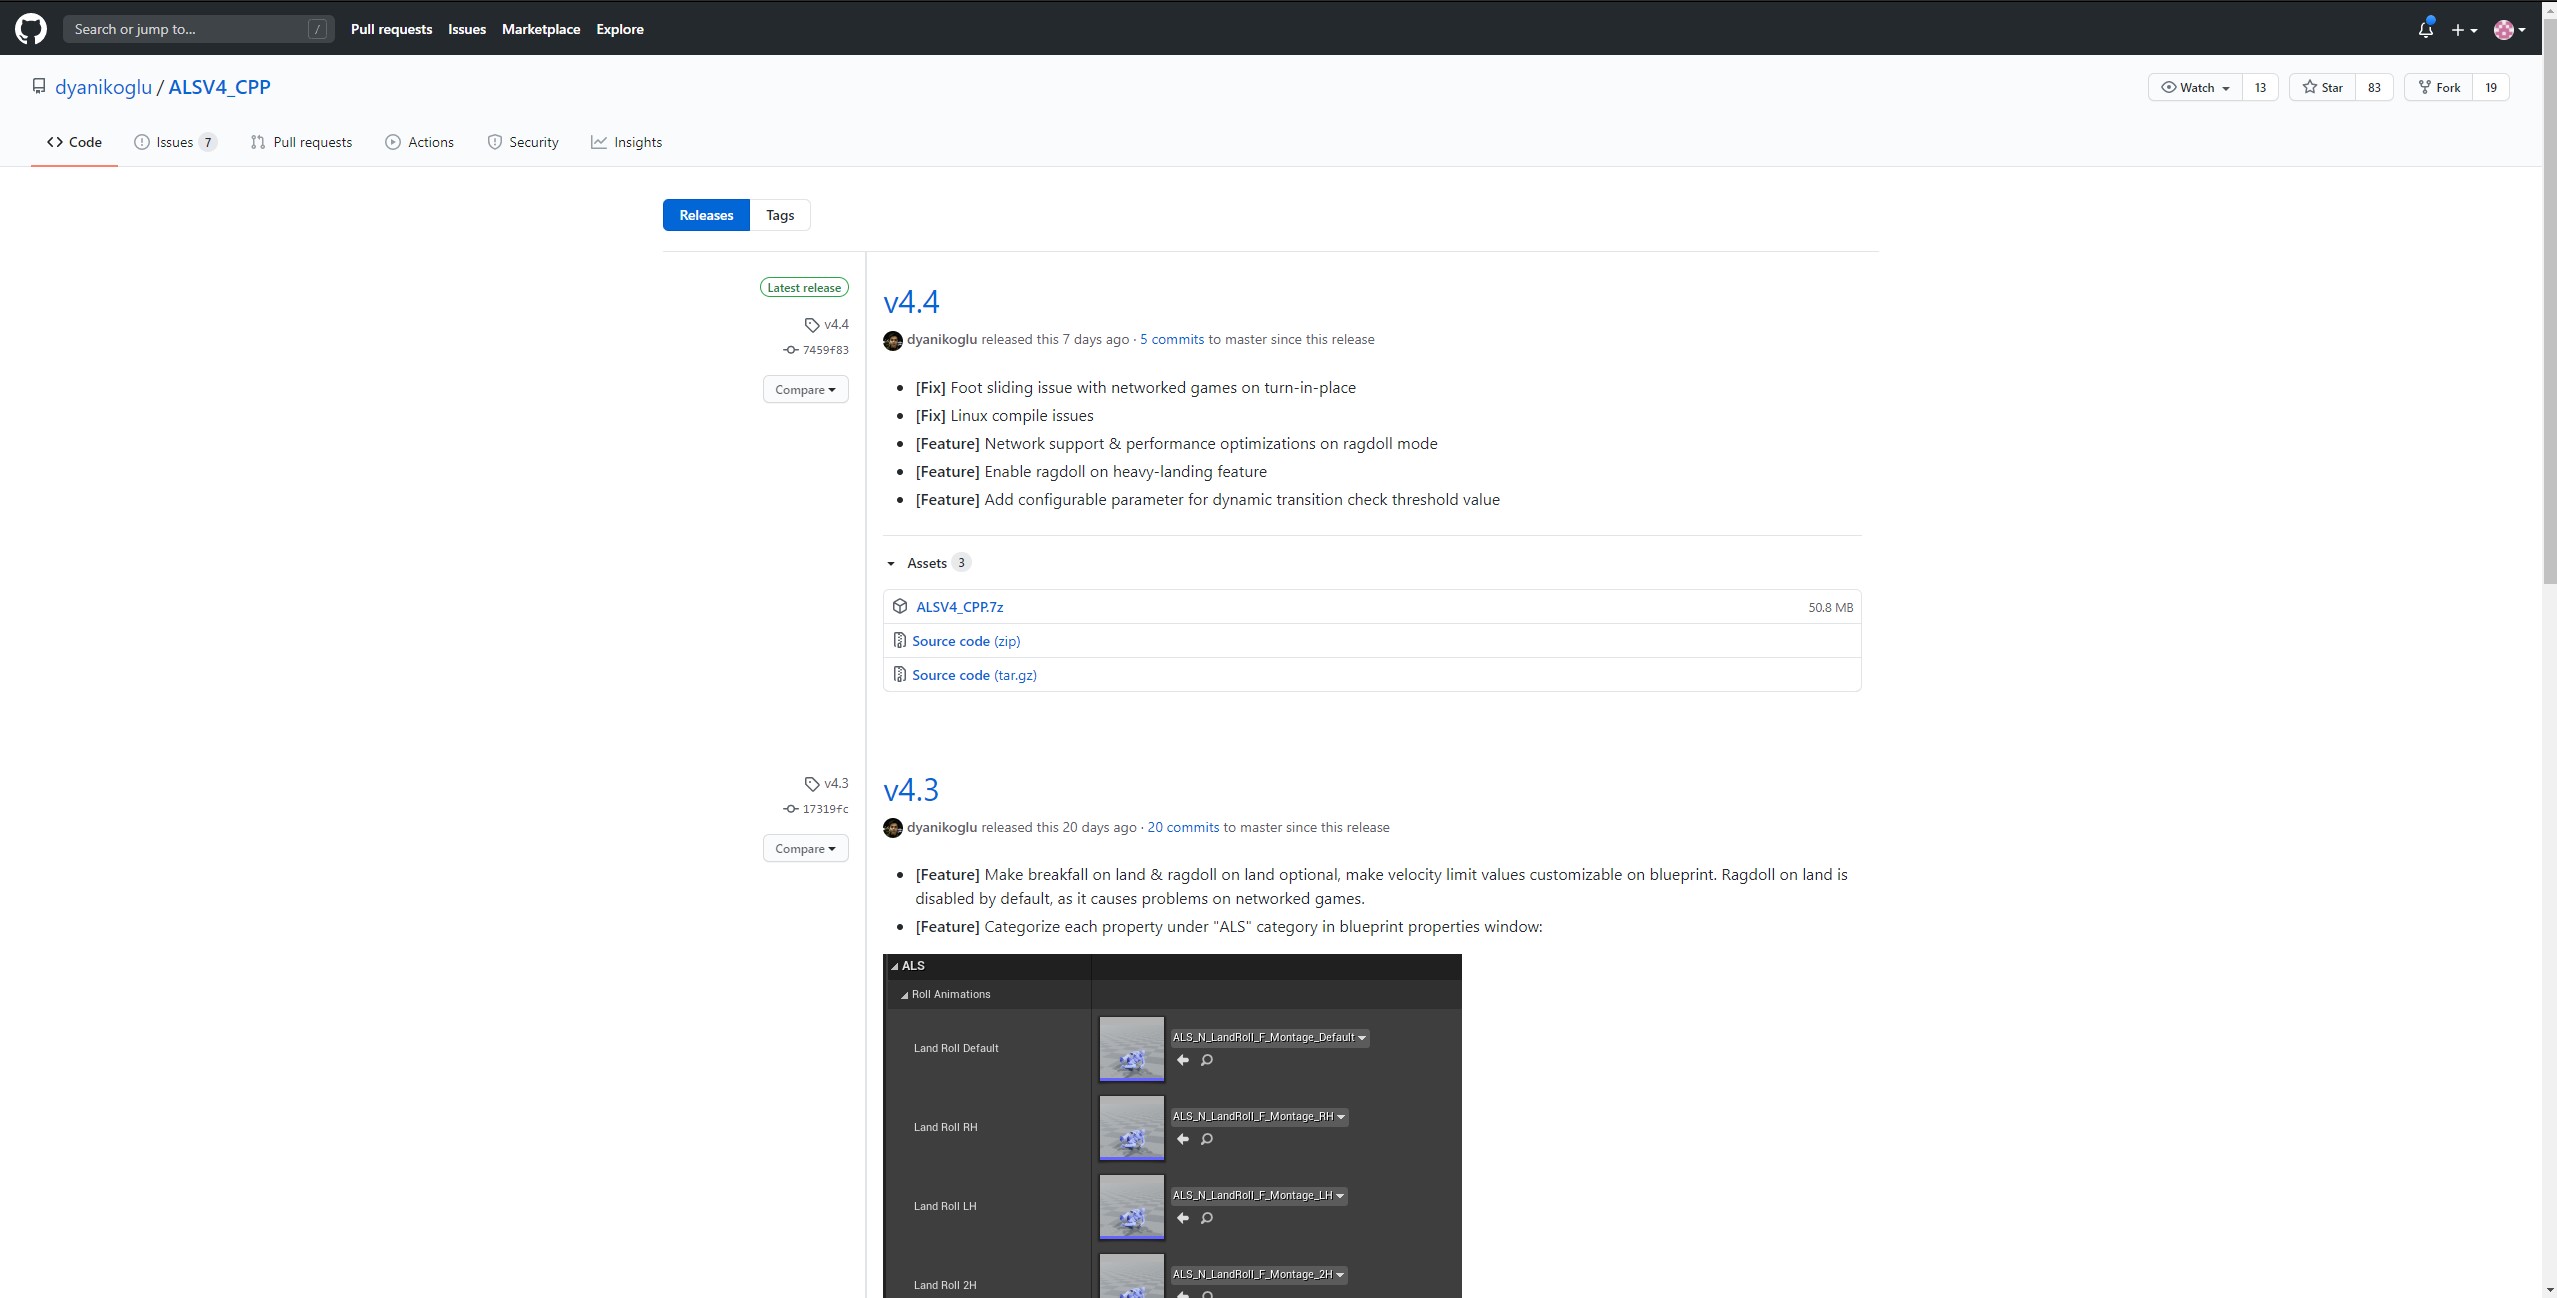 Search or jump to... /
Pull requests Issues Marketplace Explore
dyanikoglu / ALSV4_CPP
Watch 13 Star 83 Fork 19
Code Issues 7 Pull requests Actions Security Insights
Releases Tags
Latest release
v4.4
7459f83
Compare
v4.4
dyanikoglu released this 7 days ago · 5 commits to master since this release
[Fix] Foot sliding issue with networked games on turn-in-place
[Fix] Linux compile issues
[Feature] Network support & performance optimizations on ragdoll mode
[Feature] Enable ragdoll on heavy-landing feature
[Feature] Add configurable parameter for dynamic transition check threshold value
Assets 3
ALSV4_CPP.7z 50.8 MB
Source code (zip)
Source code (tar.gz)
v4.3
17319fc
Compare
v4.3
dyanikoglu released this 20 days ago · 20 commits to master since this release
[Feature] Make breakfall on land & ragdoll on land optional, make velocity limit values customizable on blueprint. Ragdoll on land is
disabled by default, as it causes problems on networked games.
[Feature] Categorize each property under "ALS" category in blueprint properties window:
ALS
Roll Animations
Land Roll Default ALS_N_LandRoll_F_Montage_Default
Land Roll RH ALS_N_LandRoll_F_Montage_RH
Land Roll LH ALS_N_LandRoll_F_Montage_LH
Land Roll 2H ALS_N_LandRoll_F_Montage_2H